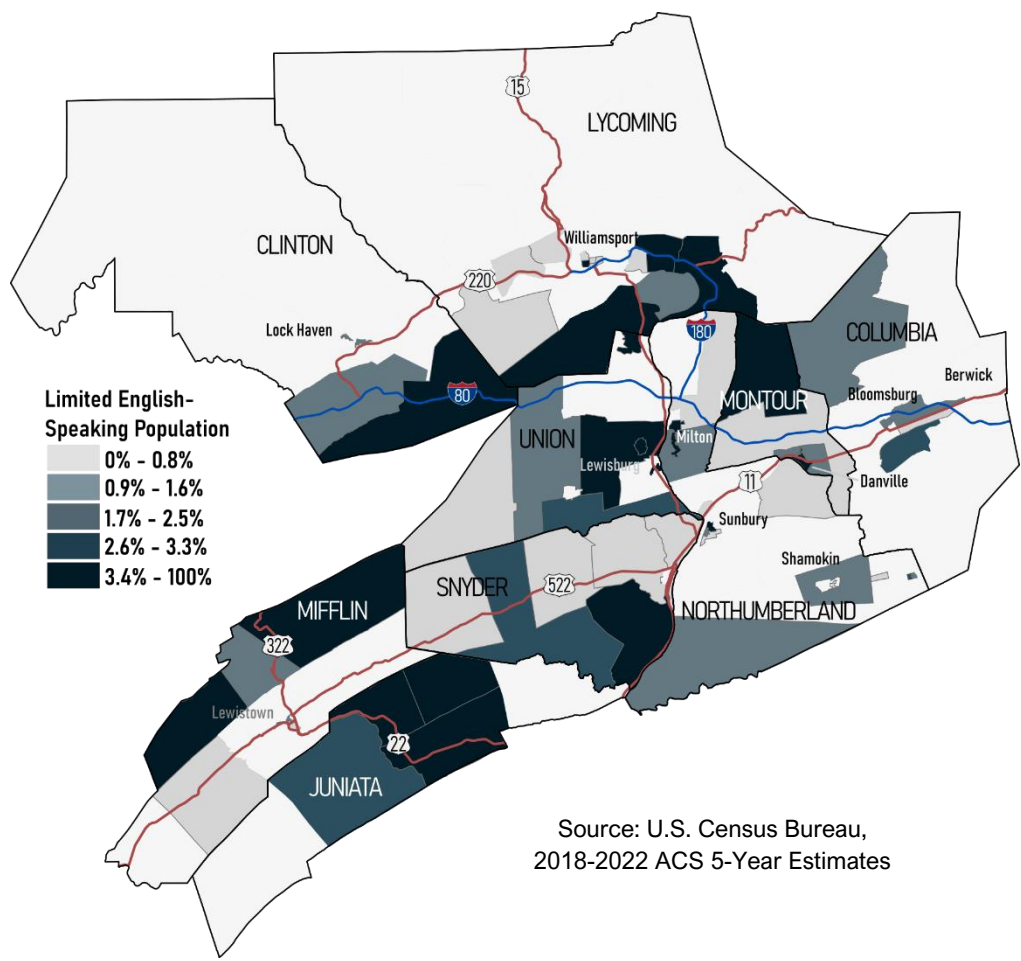 15
LYCOMING
Williamsport
CLINTON
220
Lock Haven
180
COLUMBIA
Berwick
Bloomsburg
80
MONTOUR
Limited English-
Speaking Population
0% - 0.8%
0.9% - 1.6%
1.7% - 2.5%
2.6% - 3.3%
3.4% - 100%
UNION
Milton
Lewisburg
11
Danville
Sunbury
Shamokin
SNYDER
522
NORTHUMBERLAND
MIFFLIN
322
Lewistown
22
JUNIATA
Source: U.S. Census Bureau,
2018-2022 ACS 5-Year Estimates